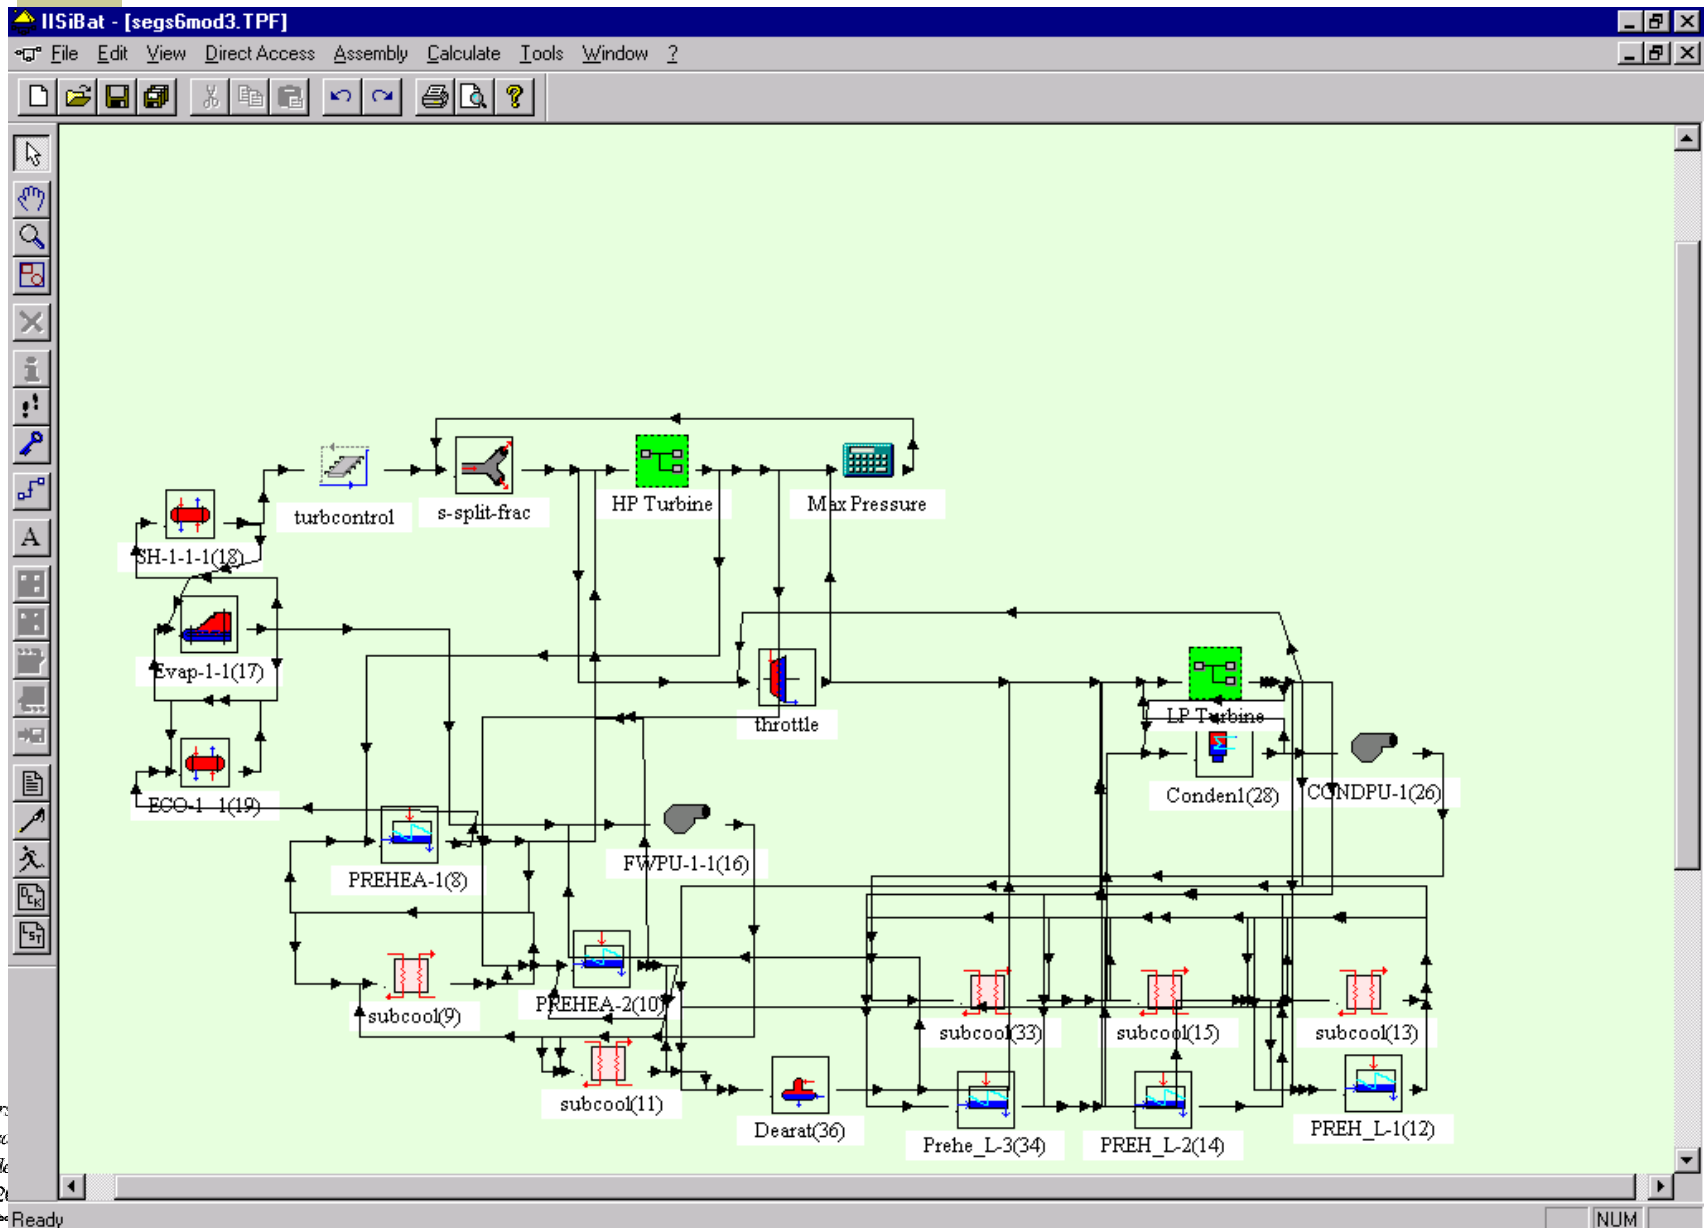 IISiBat - [segs6mod3.TPF]
File Edit View Direct Access Assembly Calculate Tools Window ?
turbcontrol
s-split-frac
HP Turbine
Max Pressure
SH-1-1-1(18)
Evap-1-1(17)
throttle
LP Turbine
ECO-1-1(19)
Conden1(28)
CONDPU-1(26)
PREHEA-1(8)
FWPU-1-1(16)
subcool(9)
PREHEA-2(10)
subcool(33)
subcool(15)
subcool(13)
subcool(11)
Dearat(36)
Prehe_L-3(34)
PREH_L-2(14)
PREH_L-1(12)
A
DCK
LST
Ready
NUM